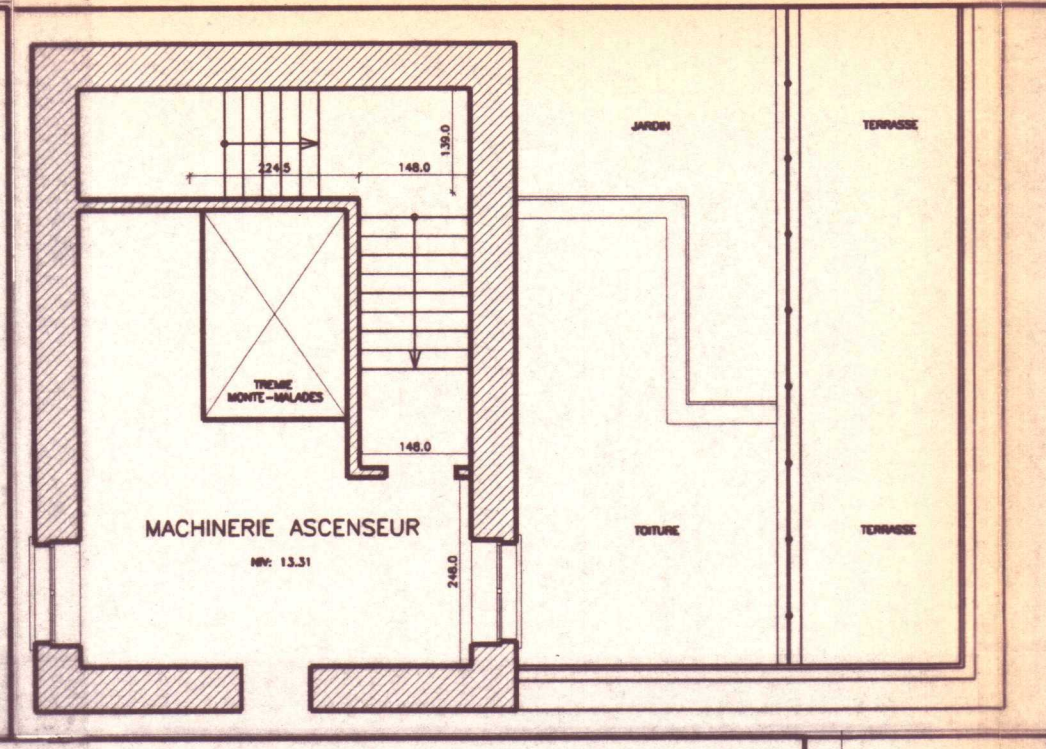 JARDIN
TERRASSE
139.0
224.5
148.0
TREMIE
MONTE-MALADES
148.0
MACHINERIE ASCENSEUR
NIV: 13.31
248.0
TOITURE
TERRASSE